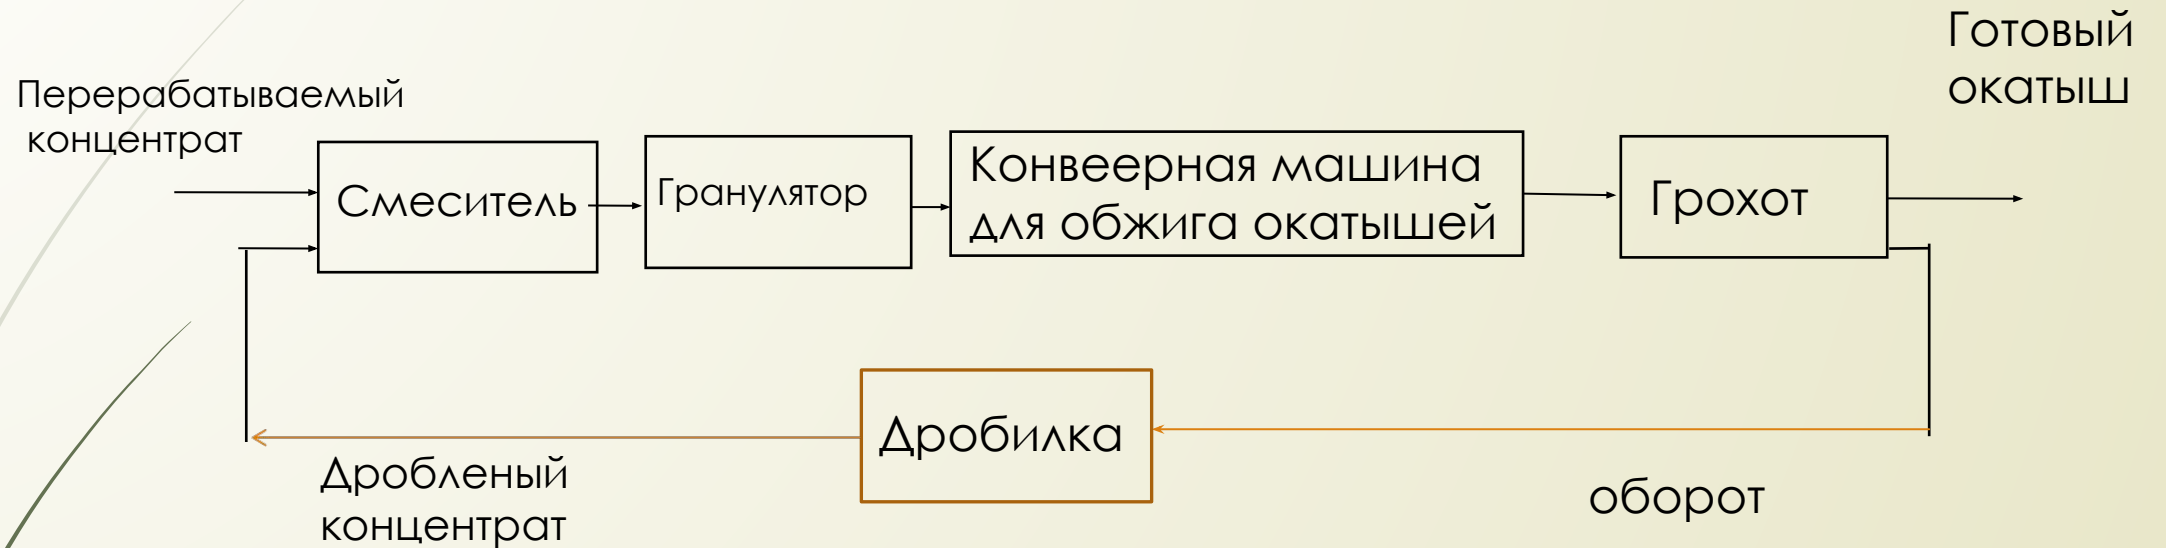 Готовый
окатыш
Перерабатываемый
концентрат
Смеситель
Гранулятор
Конвеерная машина
для обжига окатышей
Грохот
Дробилка
Дробленый
концентрат
оборот